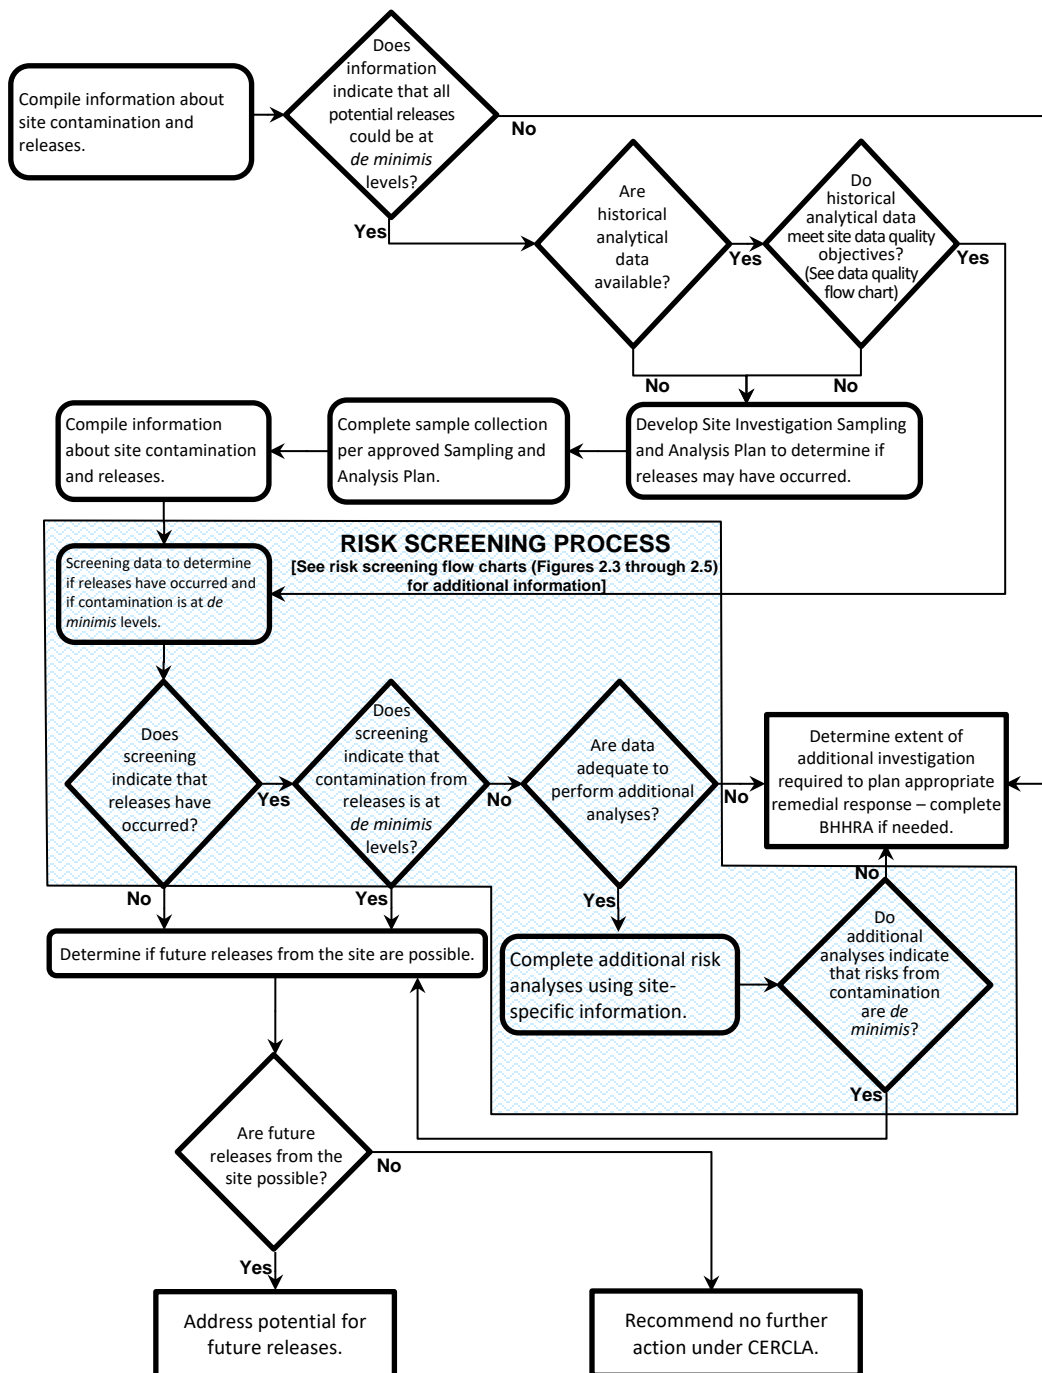 Compile information about
site contamination and
releases.
Does
information
indicate that all
potential releases
could be at
de minimis
levels?
No
Yes
Are
historical
analytical
data
available?
Yes
Do
historical
analytical data
meet site data quality
objectives?
(See data quality
flow chart)
Yes
No
No
Develop Site Investigation Sampling
and Analysis Plan to determine if
releases may have occurred.
Complete sample collection
per approved Sampling and
Analysis Plan.
Compile information
about site contamination
and releases.
RISK SCREENING PROCESS
[See risk screening flow charts (Figures 2.3 through 2.5)
for additional information]
Screening data to determine
if releases have occurred and
if contamination is at de
minimis levels.
Does
screening
indicate that
releases have
occurred?
Yes
No
Does
screening
indicate that
contamination from
releases is at
de minimis
levels?
No
Yes
Are data
adequate to
perform additional
analyses?
No
Yes
Determine extent of
additional investigation
required to plan appropriate
remedial response – complete
BHHRA if needed.
No
Complete additional risk
analyses using site-
specific information.
Do
additional
analyses indicate
that risks from
contamination
are de
minimis?
Yes
Determine if future releases from the site are possible.
Are future
releases from the
site possible?
No
Yes
Address potential for
future releases.
Recommend no further
action under CERCLA.